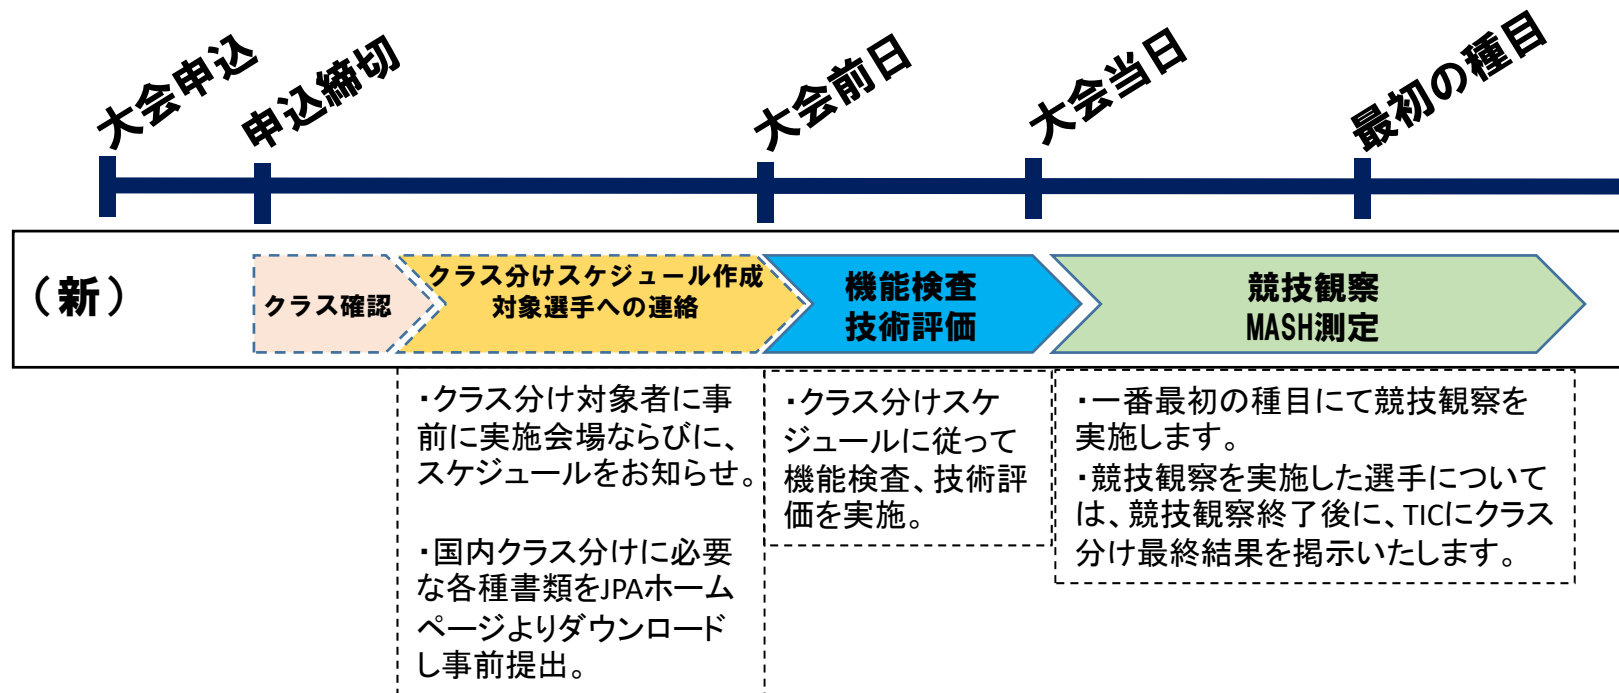 大会申込
申込締切
大会前日
大会当日
最初の種目
（新）
クラス確認
クラス分けスケジュール作成
対象選手への連絡
機能検査
技術評価
競技観察
MASH測定
・クラス分け対象者に事
前に実施会場ならびに、
スケジュールをお知らせ。
・国内クラス分けに必要
な各種書類をJPAホーム
ページよりダウンロード
し事前提出。
・クラス分けスケ
ジュールに従って
機能検査、技術評
価を実施。
・一番最初の種目にて競技観察を
実施します。
・競技観察を実施した選手について
は、競技観察終了後に、TICにクラス
分け最終結果を掲示いたします。